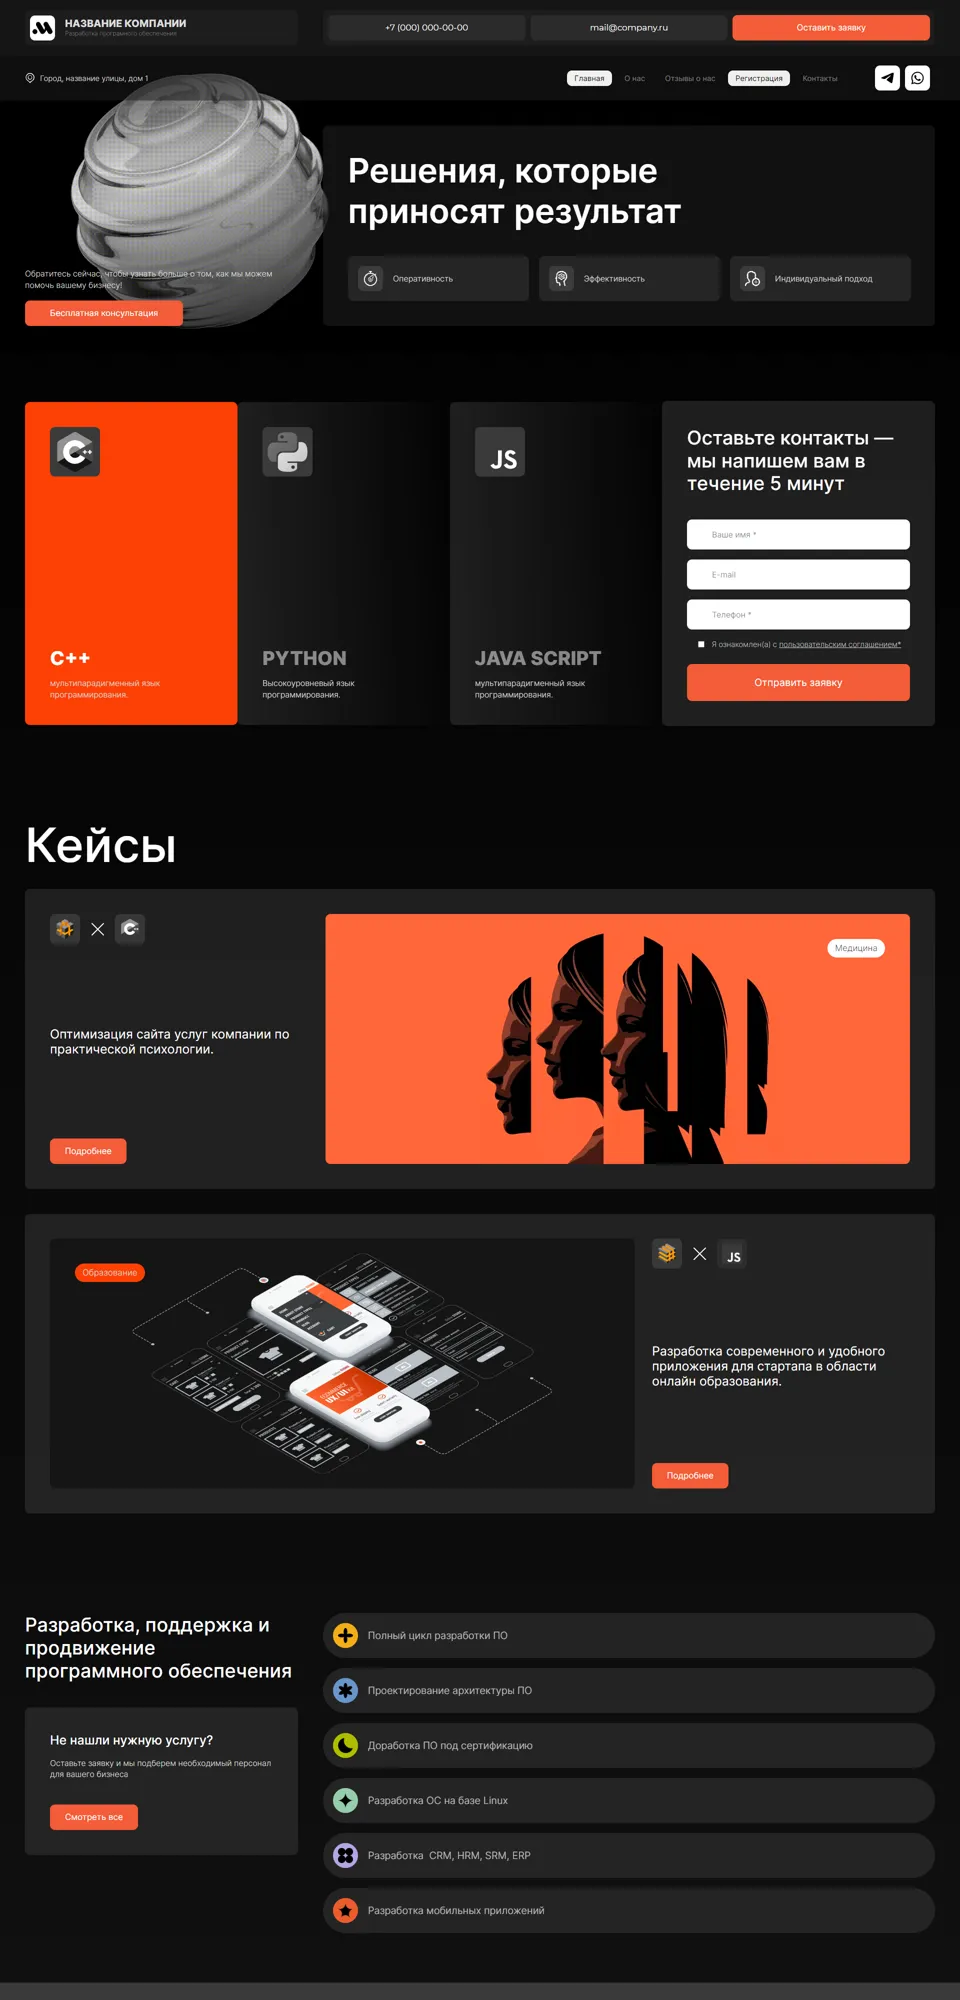 НАЗВАНИЕ КОМПАНИИ
Разработка програмного обеспечения
+7 (000) 000-00-00
mail@company.ru
Оставить заявку
Город, название улицы, дом 1
Главная
О нас
Отзывы о нас
Регистрация
Контакты
Решения, которые
приносят результат
Обратитесь сейчас, чтобы узнать больше о том, как мы можем
помочь вашему бизнесу!
Бесплатная консультация
Оперативность
Эффективность
Индивидуальный подход
C++
C++
мультипарадигменный язык
программирования.
PYTHON
Высокоуровневый язык
программирования.
JS
JAVA SCRIPT
мультипарадигменный язык
программирования.
Оставьте контакты —
мы напишем вам в
течение 5 минут
Ваше имя *
E-mail
Телефон *
Я ознакомлен(а) с пользовательским соглашением*
Отправить заявку
Кейсы
Медицина
Оптимизация сайта услуг компании по
практической психологии.
Подробнее
Образование
UX/UI
JS
Разработка современного и удобного
приложения для стартапа в области
онлайн образования.
Подробнее
Разработка, поддержка и
продвижение
программного обеспечения
Не нашли нужную услугу?
Оставьте заявку и мы подберем необходимый персонал
для вашего бизнеса
Смотреть все
Полный цикл разработки ПО
Проектирование архитектуры ПО
Доработка ПО под сертификацию
Разработка ОС на базе Linux
Разработка  CRM, HRM, SRM, ERP
Разработка мобильных приложений